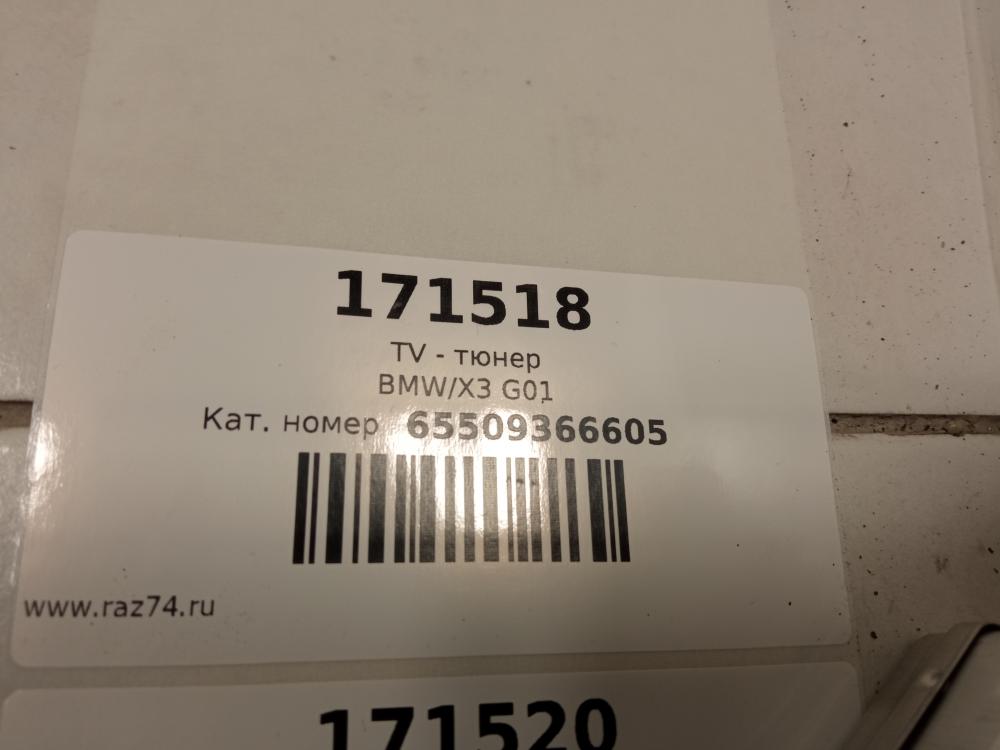 171518
TV - тюнер
BMW/X3 G01
Кат. номер 65509366605
www.raz74.ru
171520